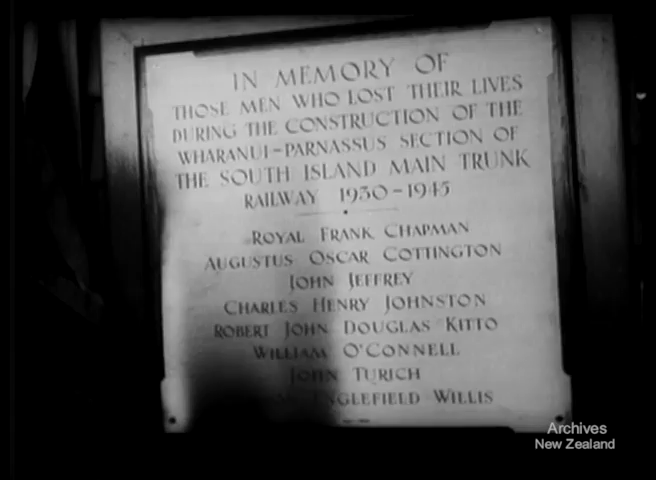 IN MEMORY OF
THOSE MEN WHO LOST THEIR LIVES
DURING THE CONSTRUCTION OF THE
WHARANUI-PARNASSUS SECTION OF
THE SOUTH ISLAND MAIN TRUNK
RAILWAY 1930-1945
ROYAL FRANK CHAPMAN
AUGUSTUS OSCAR COTTINGTON
JOHN JEFFREY
CHARLES HENRY JOHNSTON
ROBERT JOHN DOUGLAS KITTO
WILLIAM O'CONNELL
JOHN TURICH
INGLEFIELD WILLIS
Archives
New Zealand